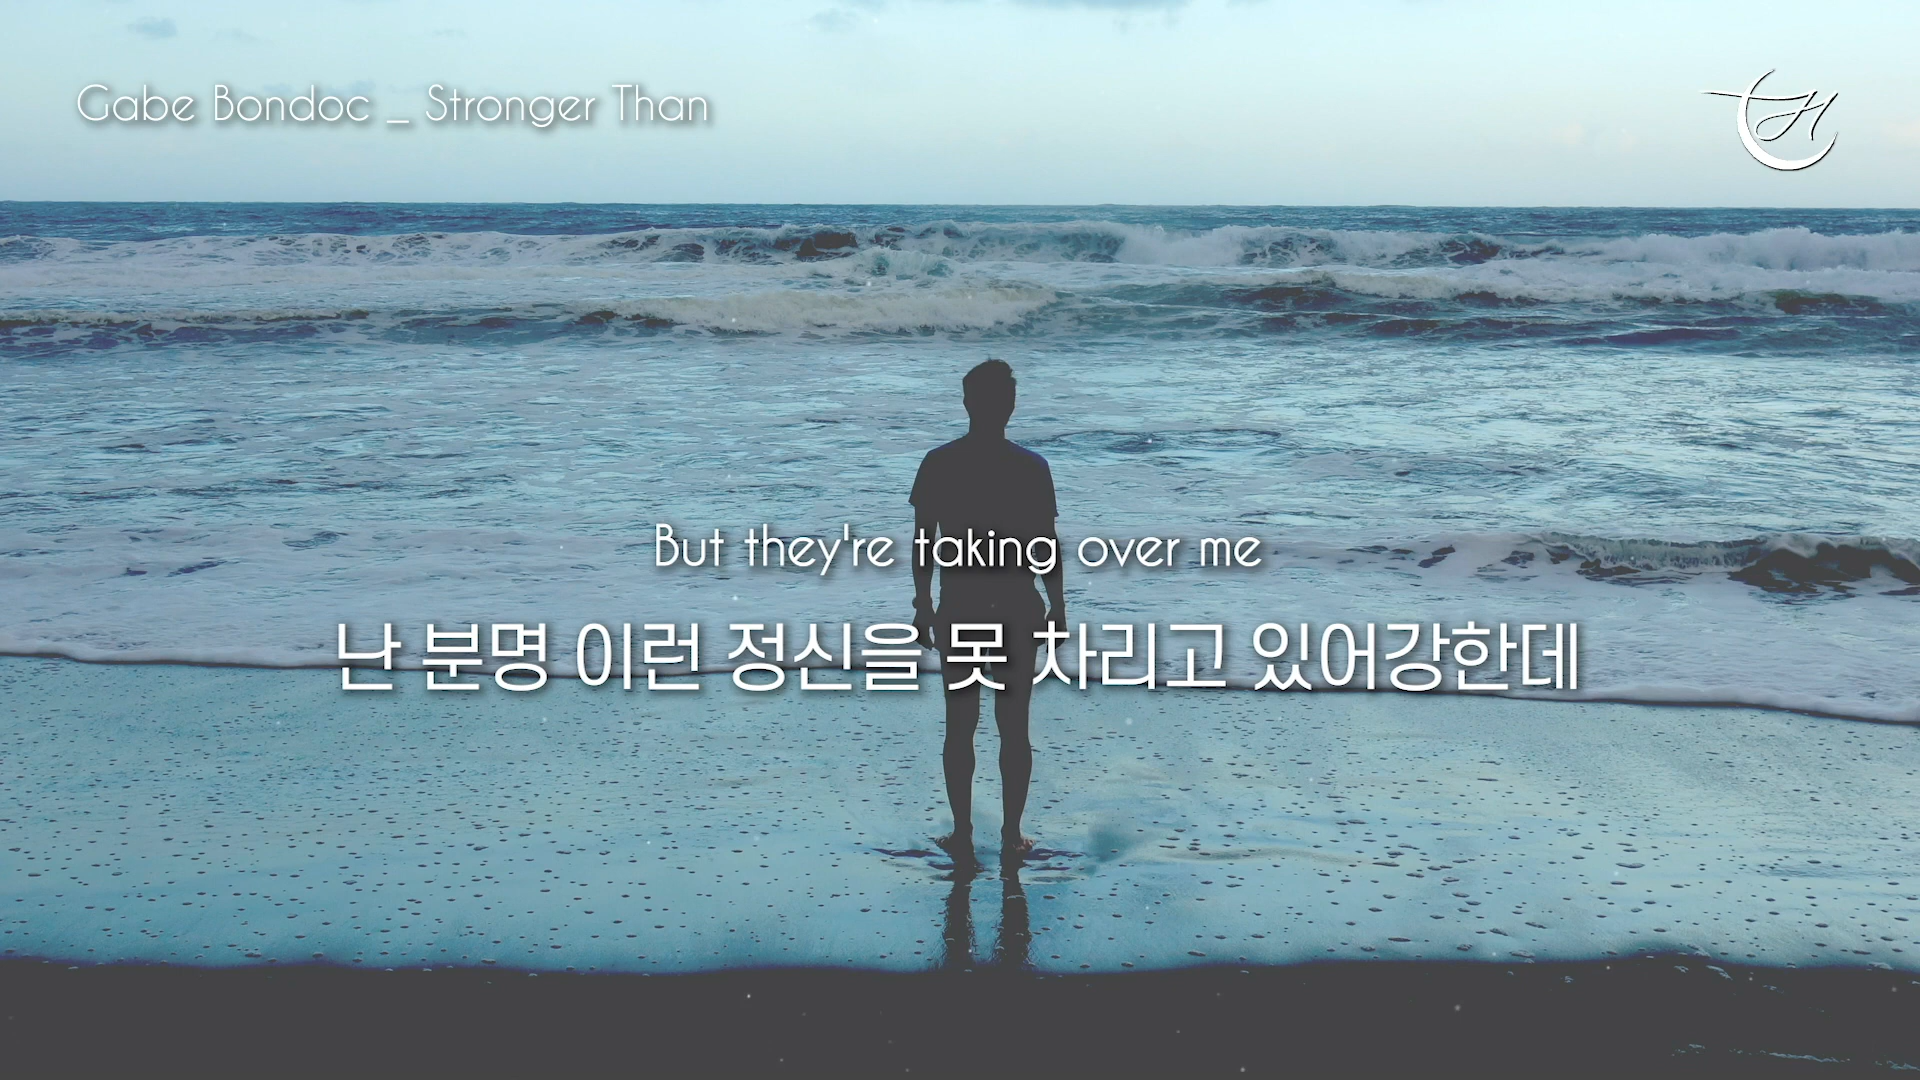 Gabe Bondoc _ Stronger Than
But they're taking over me
난 분명 이런 정신을 못 차리고 있어강한데